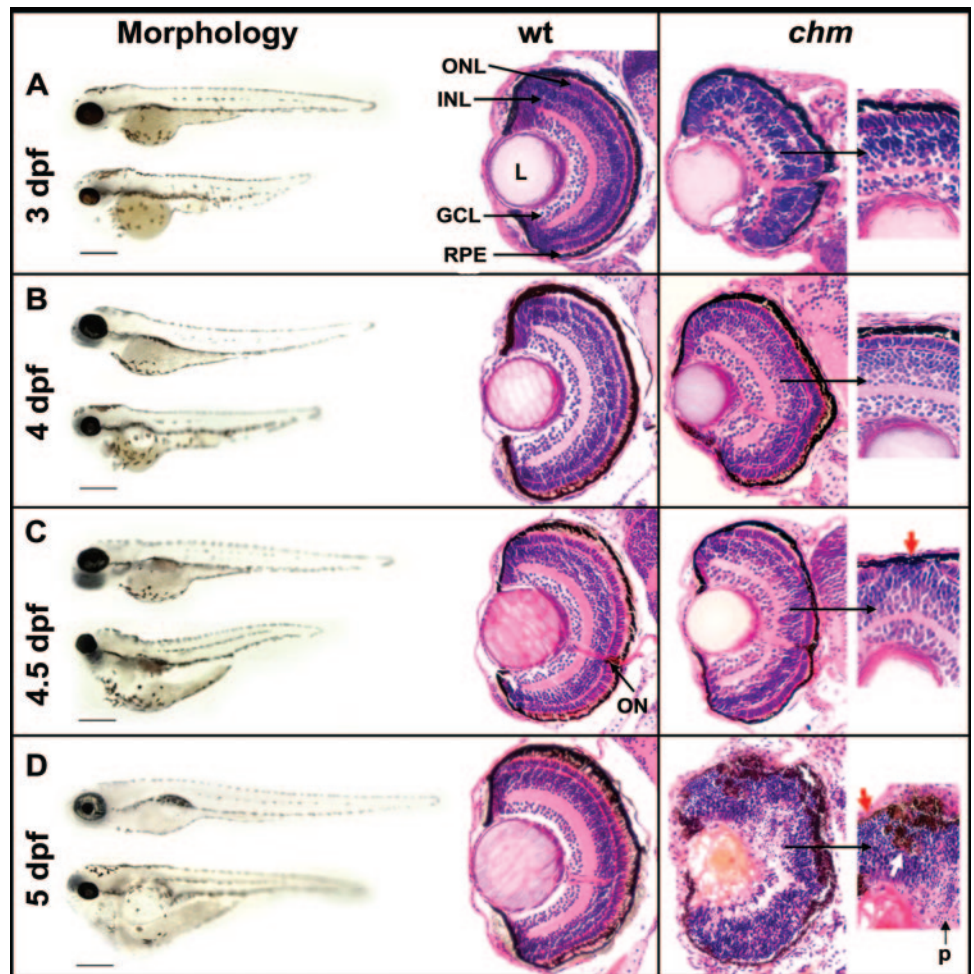 Morphology
wt
chm
A
3 dpf
ONL
INL
L
GCL
RPE
B
4 dpf
C
4.5 dpf
ON
D
5 dpf
p